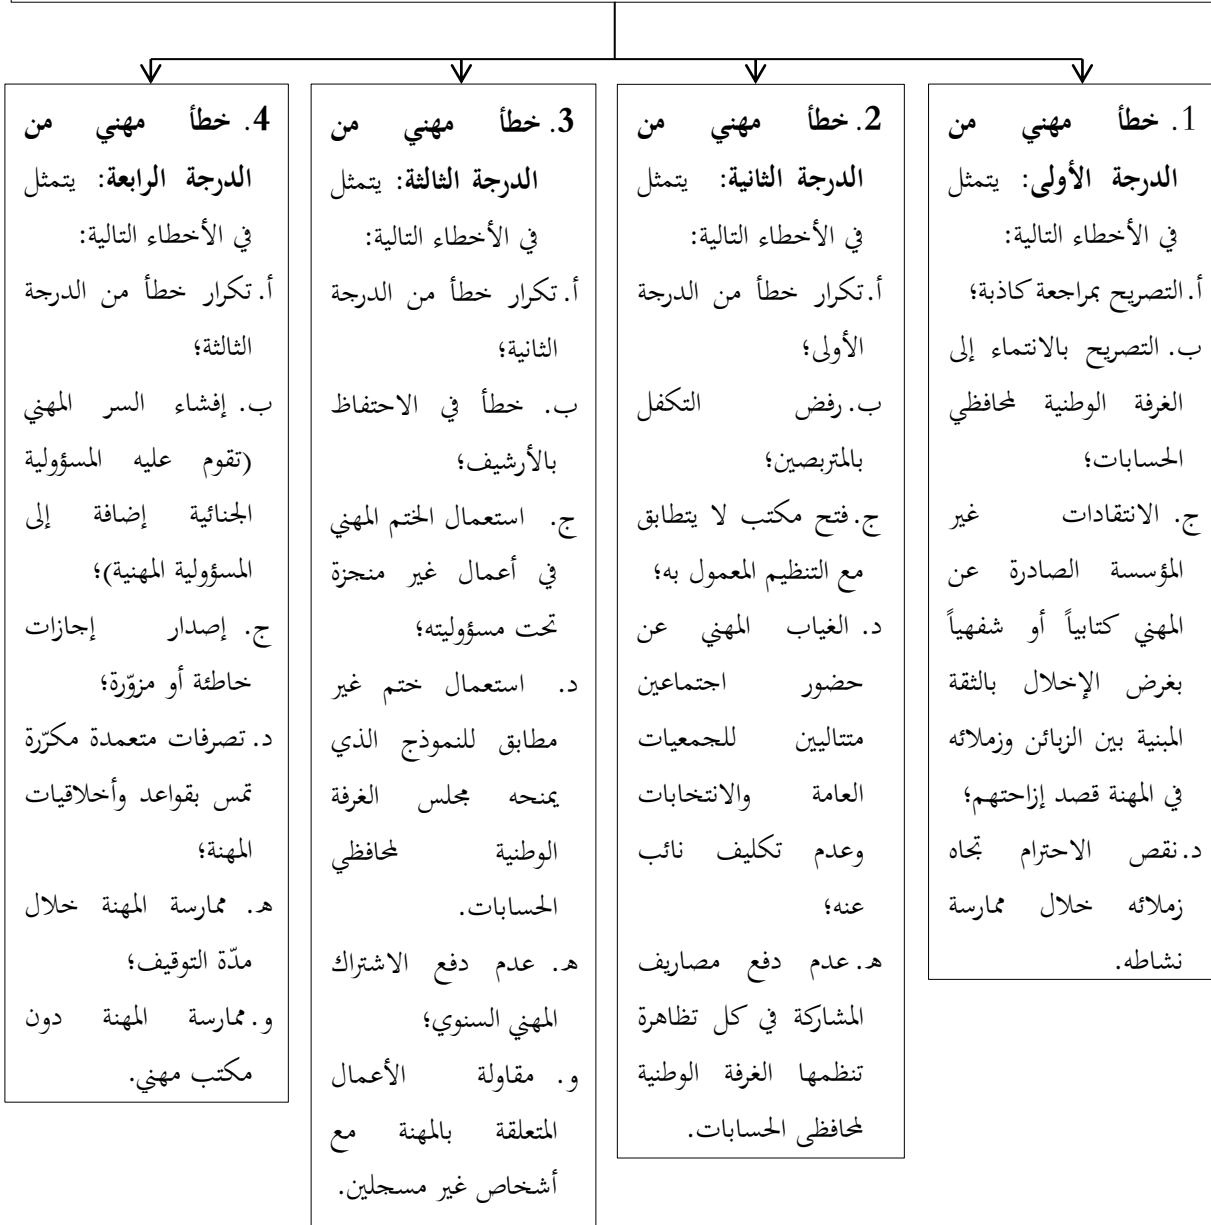 1. خطأ مهني من
الدرجة الأولى: يتمثل
في الأخطاء التالية:
أ. التصريح بمراجعة كاذبة؛
ب. التصريح بالانتماء إلى
الغرفة الوطنية لمحافظي
الحسابات؛
ج. الانتقادات غير
المؤسسة الصادرة عن
المهني كتابياً أو شفهياً
بغرض الإخلال بالثقة
المبنية بين الزبائن وزملائه
في المهنة قصد إزاحتهم؛
د. نقص الاحترام تجاه
زملائه خلال ممارسة
نشاطه.
2. خطأ مهني من
الدرجة الثانية: يتمثل
في الأخطاء التالية:
أ. تكرار خطأ من الدرجة
الأولى؛
ب. رفض التكفل
بالمتربصين؛
ج. فتح مكتب لا يتطابق
مع التنظيم المعمول به؛
د. الغياب المهني عن
حضور اجتماعين
متتاليين للجمعيات
العامة والانتخابات
وعدم تكليف نائب
عنه؛
هـ. عدم دفع مصاريف
المشاركة في كل تظاهرة
تنظمها الغرفة الوطنية
لمحافظى الحسابات.
3. خطأ مهني من
الدرجة الثالثة: يتمثل
في الأخطاء التالية:
أ. تكرار خطأ من الدرجة
الثانية؛
ب. خطأ في الاحتفاظ
بالأرشيف؛
ج. استعمال الختم المهني
في أعمال غير منجزة
تحت مسؤوليته؛
د. استعمال ختم غير
مطابق للنموذج الذي
يمنحه مجلس الغرفة
الوطنية لمحافظي
الحسابات.
هـ. عدم دفع الاشتراك
المهني السنوي؛
و. مقاولة الأعمال
المتعلقة بالمهنة مع
أشخاص غير مسجلين.
4. خطأ مهني من
الدرجة الرابعة: يتمثل
في الأخطاء التالية:
أ. تكرار خطأ من الدرجة
الثالثة؛
ب. إفشاء السر المهني
(تقوم عليه المسؤولية
الجنائية إضافة إلى
المسؤولية المهنية)؛
ج. إصدار إجازات
خاطئة أو مزوّرة؛
د. تصرفات متعمدة مكرّرة
تمس بقواعد وأخلاقيات
المهنة؛
هـ. ممارسة المهنة خلال
مدّة التوقيف؛
و. ممارسة المهنة دون
مكتب مهني.